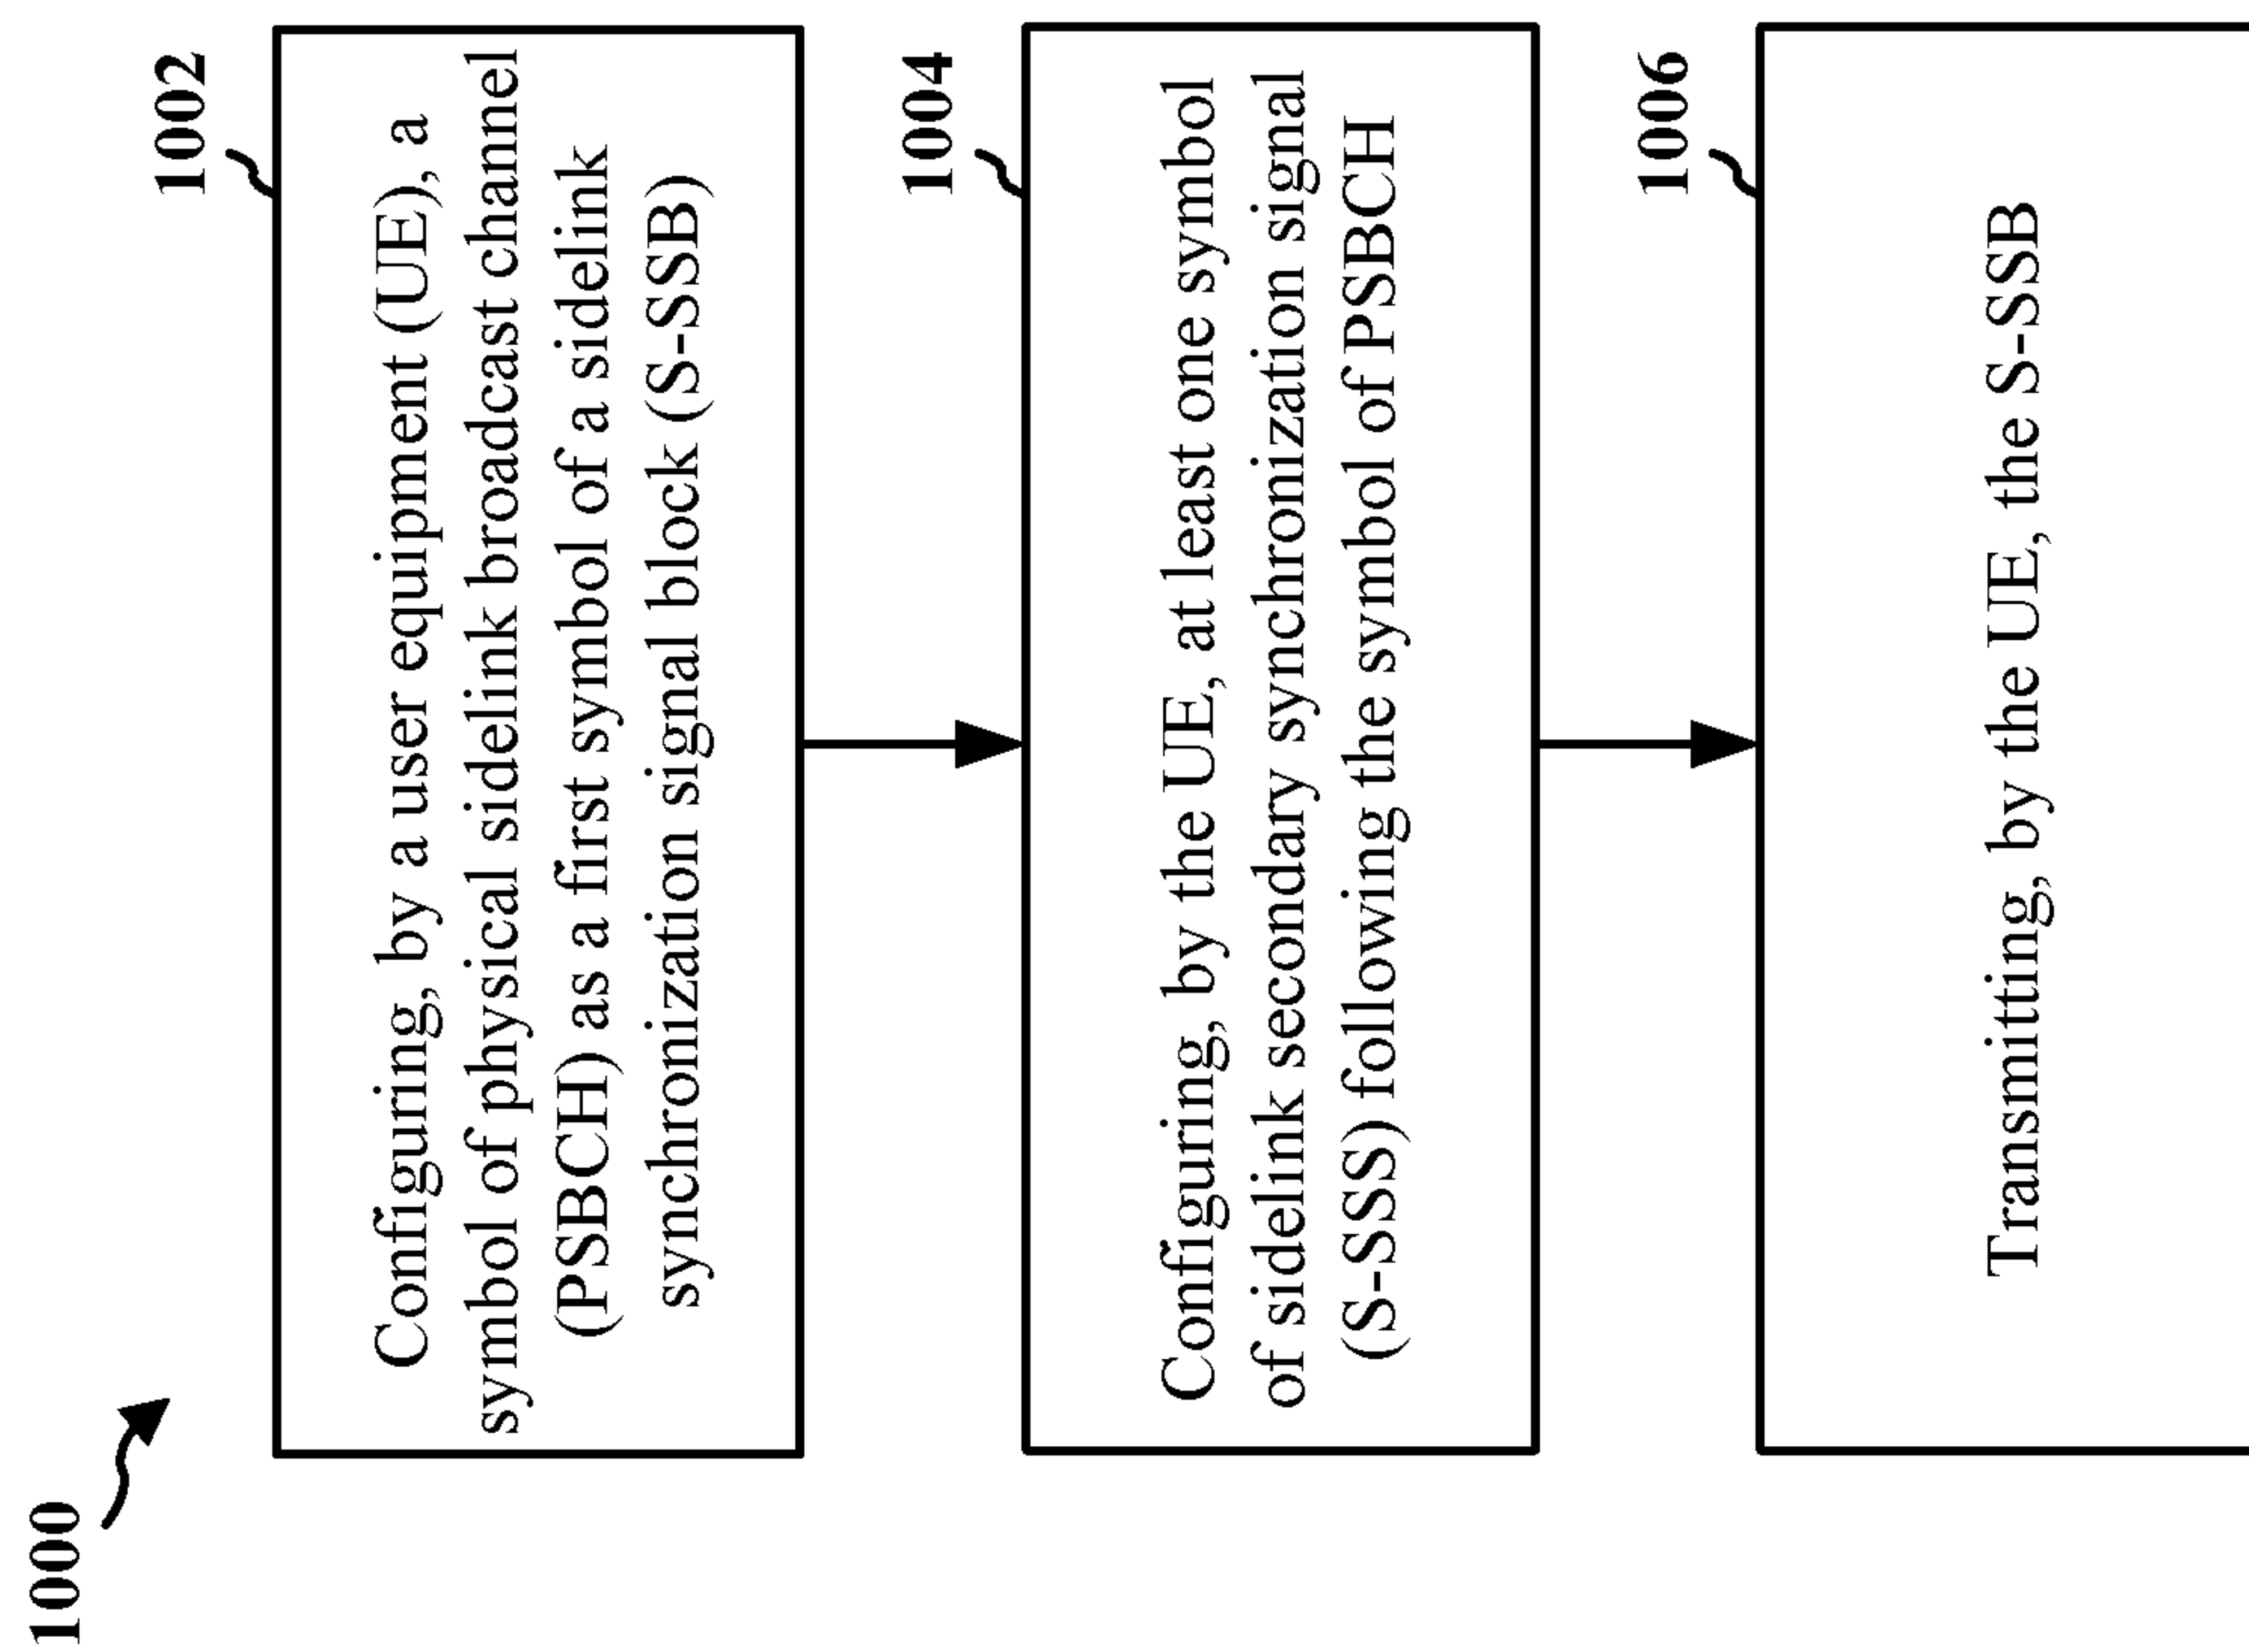 1000
1002
Configuring, by a user equipment (UE), a
symbol of physical sidelink broadcast channel
(PSBCH) as a first symbol of a sidelink
synchronization signal block (S-SSB)
1004
Configuring, by the UE, at least one symbol
of sidelink secondary synchronization signal
(S-SSS) following the symbol of PSBCH
1006
Transmitting, by the UE, the S-SSB